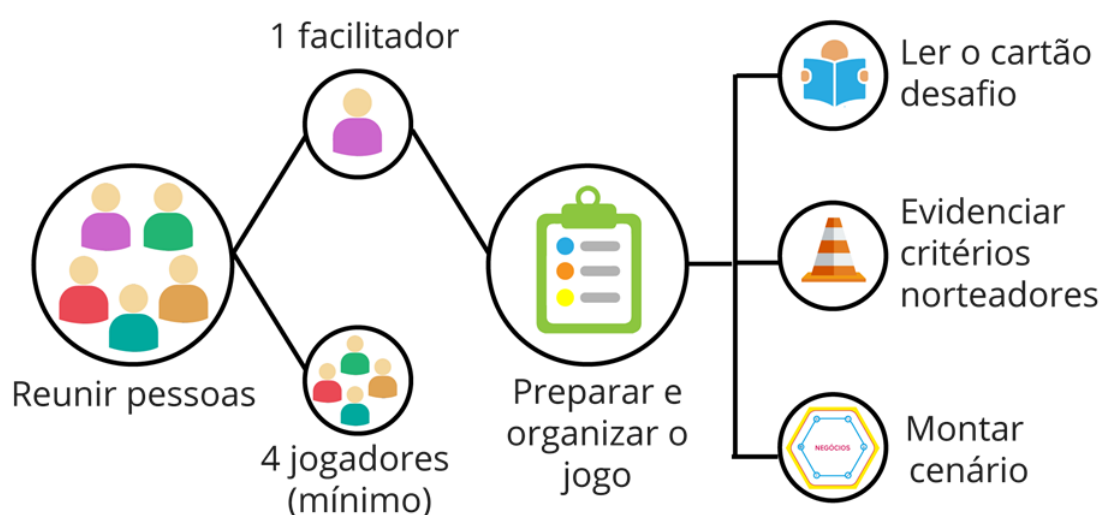 1 facilitador
Reunir pessoas
4 jogadores
(mínimo)
Preparar e
organizar o
jogo
Ler o cartão
desafio
Evidenciar
critérios
norteadores
NEGÓCIOS
Montar
cenário